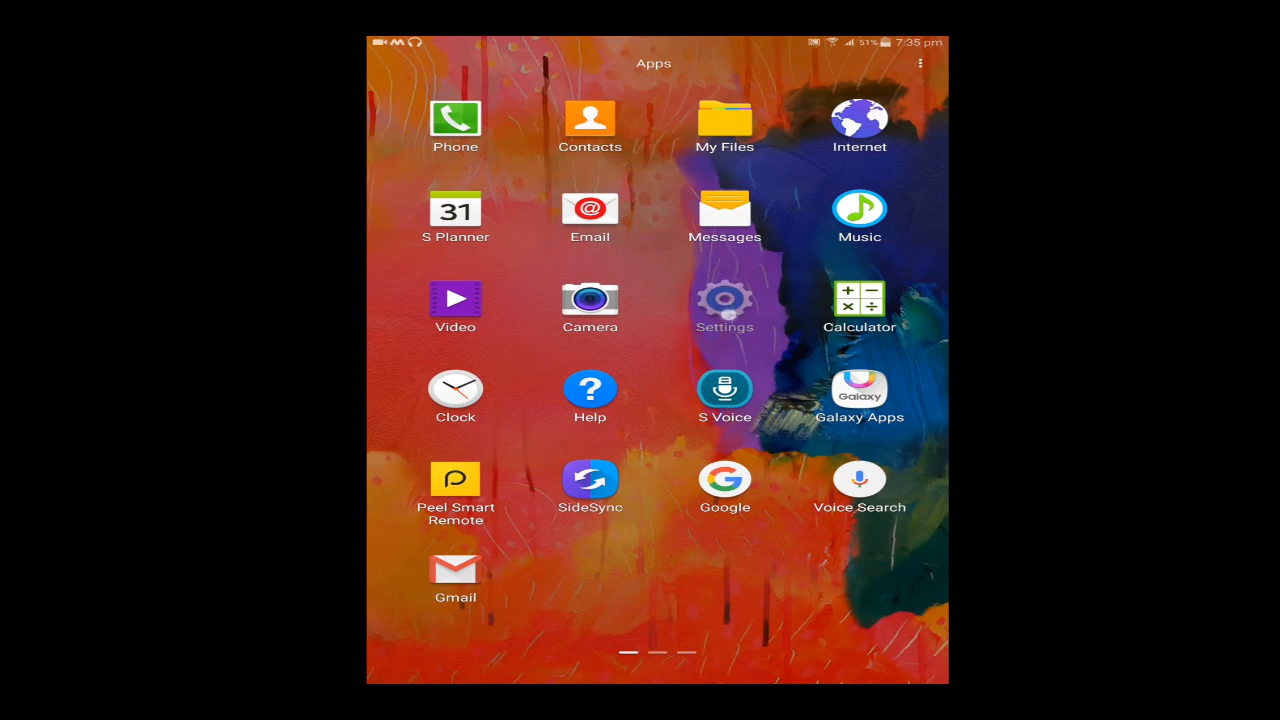 51% 7:35 pm
Apps
Phone Contacts My Files Internet
31
S Planner Email Messages Music
Video Camera Settings Calculator
Galaxy
Clock Help S Voice Galaxy Apps
Peel Smart Remote SideSync Google Voice Search
Gmail